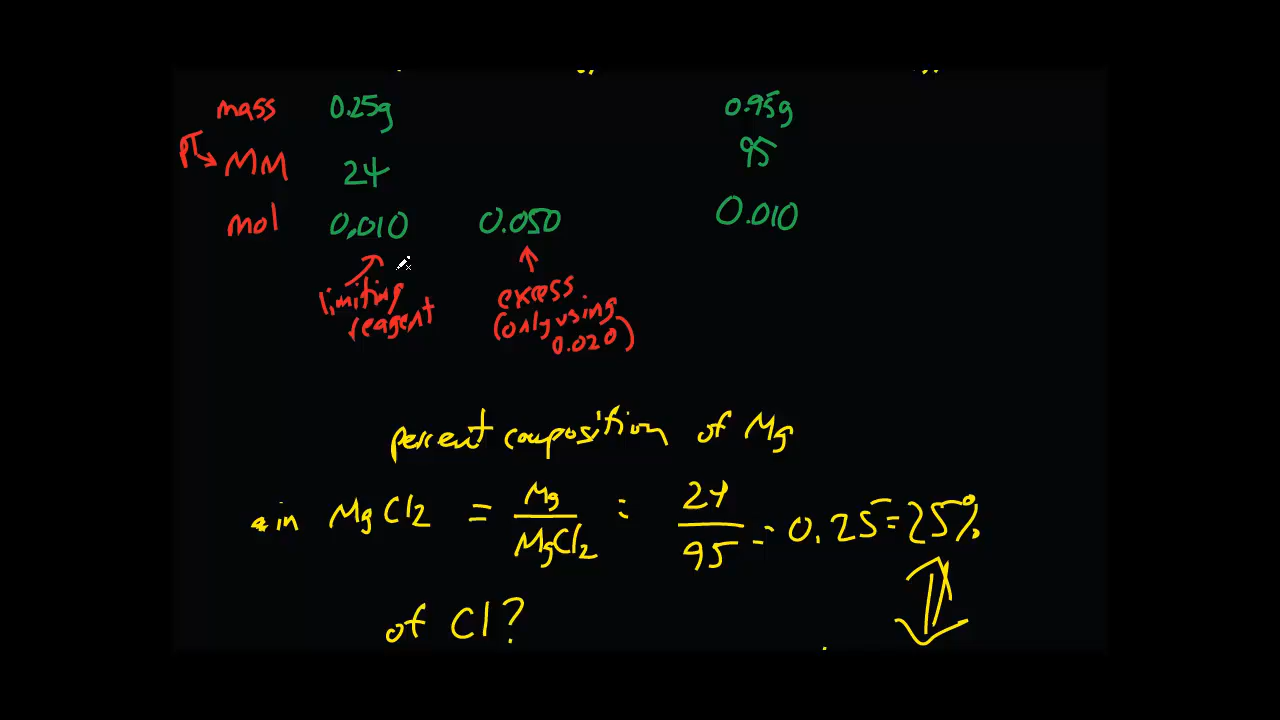 mass 0.25g 0.95g
PT → MM 24 95
mol 0.010 0.050 0.010
limiting reagent
excess (only using 0.020)
percent composition of Mg
in MgCl2 = Mg/MgCl2 = 24/95 = 0.25 = 25%
of Cl?